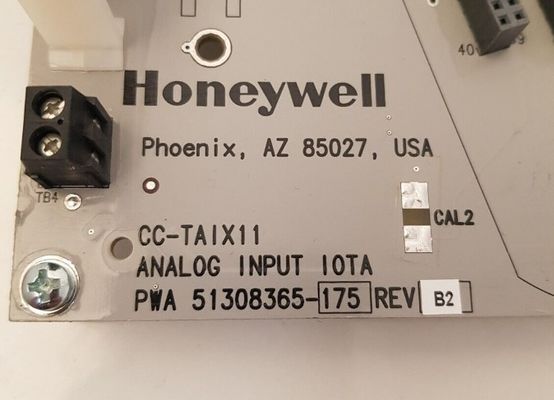 Honeywell
Phoenix, AZ 85027, USA
TB4
CAL2
CC-TAIX11
ANALOG INPUT IOTA
PWA 51308365-175 REV B2